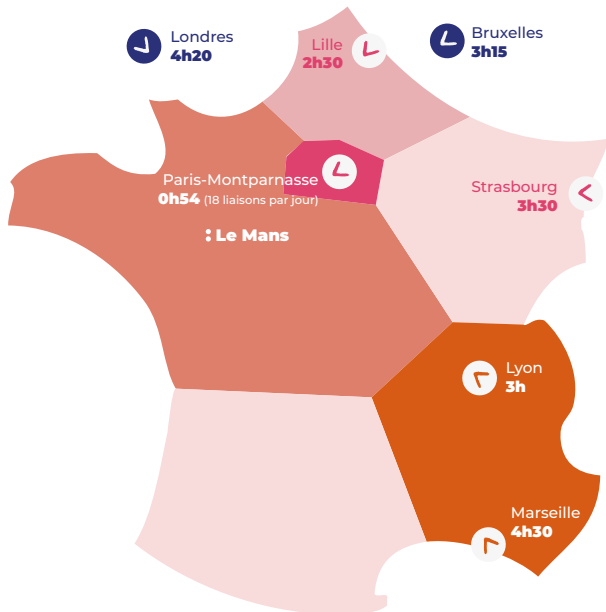 Londres
4h20
Lille
2h30
Bruxelles
3h15
Paris-Montparnasse
0h54 (18 liaisons par jour)
Strasbourg
3h30
: Le Mans
Lyon
3h
Marseille
4h30